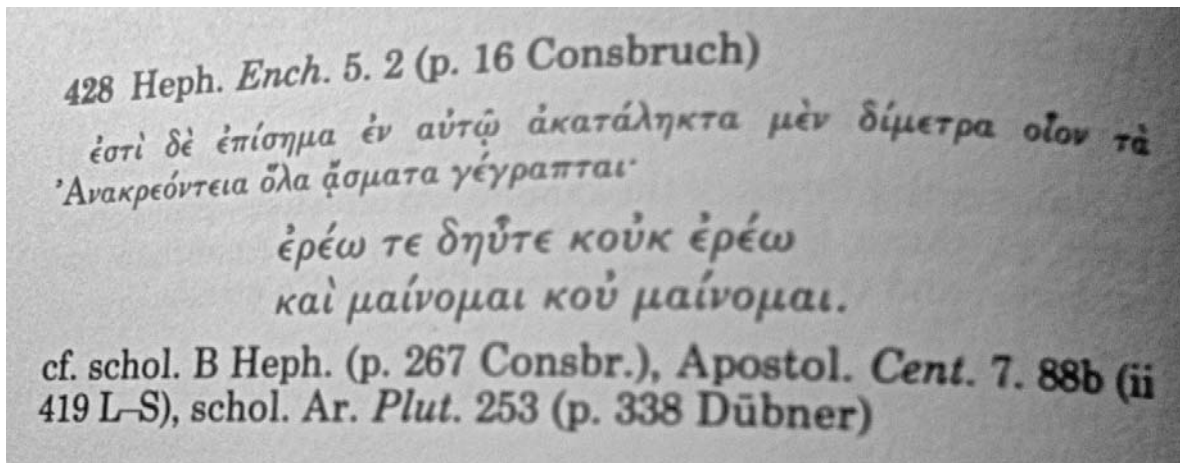 428 Heph. Ench. 5. 2 (p. 16 Consbruch)
ἐστὶ δὲ ἐπίσημα ἐν αὐτῷ ἀκατάληκτα μὲν δίμετρα οἷον τὰ
Ἀνακρεόντεια ὅλα ᾄσματα γέγραπται·
ἐρέω τε δηὖτε κοὐκ ἐρέω
καὶ μαίνομαι κοὐ μαίνομαι.
cf. schol. B Heph. (p. 267 Consbr.), Apostol. Cent. 7. 88b (ii
419 L–S), schol. Ar. Plut. 253 (p. 338 Dübner)